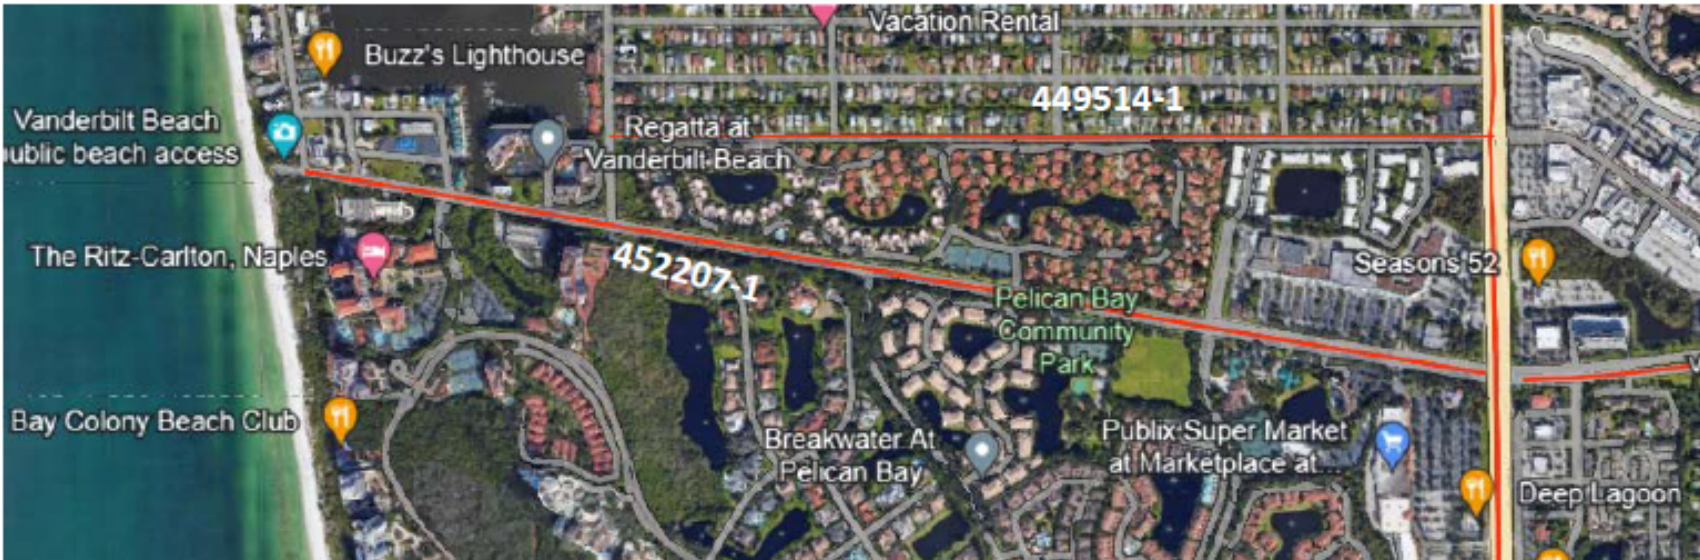 Vacation Rental
Buzz's Lighthouse
449514-1
Vanderbilt Beach
public beach access
Regatta at
Vanderbilt Beach
The Ritz-Carlton, Naples
452207-1
Seasons 52
Pelican Bay
Community
Park
Bay Colony Beach Club
Breakwater At
Pelican Bay
Publix Super Market
at Marketplace at...
Deep Lagoon